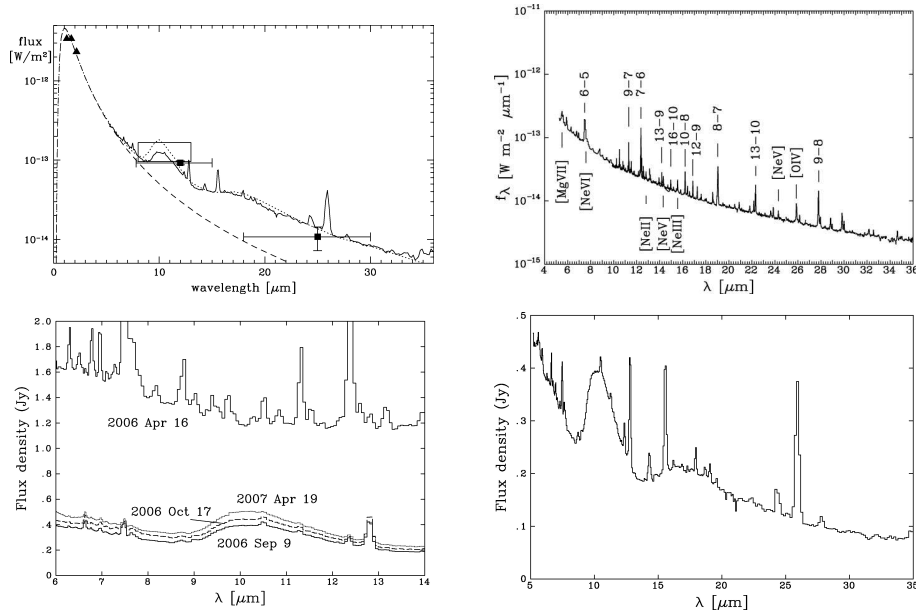 flux
[W/m²]
10⁻¹²
10⁻¹³
10⁻¹⁴
0
10
20
30
wavelength [μm]
10⁻¹¹
10⁻¹²
10⁻¹³
10⁻¹⁴
10⁻¹⁵
fλ [W m⁻² μm⁻¹]
6-5
9-7
7-6
13-9
16-10
10-8
12-9
8-7
13-10
[NeV]
[OIV]
9-8
[MgVII]
[NeVI]
[NeII]
[NeV]
[NeIII]
4 6 8 10 12 14 16 18 20 22 24 26 28 30 32 34 36
λ [μm]
2.0
1.8
1.6
1.4
1.2
1
.8
.6
.4
.2
0
Flux density (Jy)
2006 Apr 16
2007 Apr 19
2006 Oct 17
2006 Sep 9
6 7 8 9 10 11 12 13 14
λ [μm]
.5
.4
.3
.2
.1
0
Flux density (Jy)
5 10 15 20 25 30 35
λ [μm]